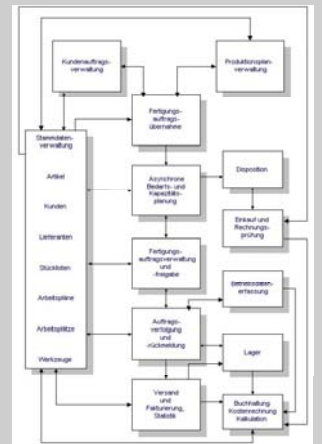 Kundenauftrags-
verwaltung
Produktionsplan-
verwaltung
Fertigungs-
auftrags-
übernahme
Stammdaten-
verwaltung
Artikel
Kunden
Lieferanten
Stücklisten
Arbeitspläne
Arbeitsplätze
Werkzeuge
Asynchrone
Bedarfs- und
Kapazitäts-
planung
Disposition
Einkauf und
Rechnungs-
prüfung
Fertigungs-
auftragsverwaltung
und
-freigabe
Betriebsdaten-
erfassung
Auftrags-
verfolgung
und
-rückmeldung
Lager
Versand
und
Fakturierung,
Statistik
Buchhaltung
Kostenrechnung
Kalkulation